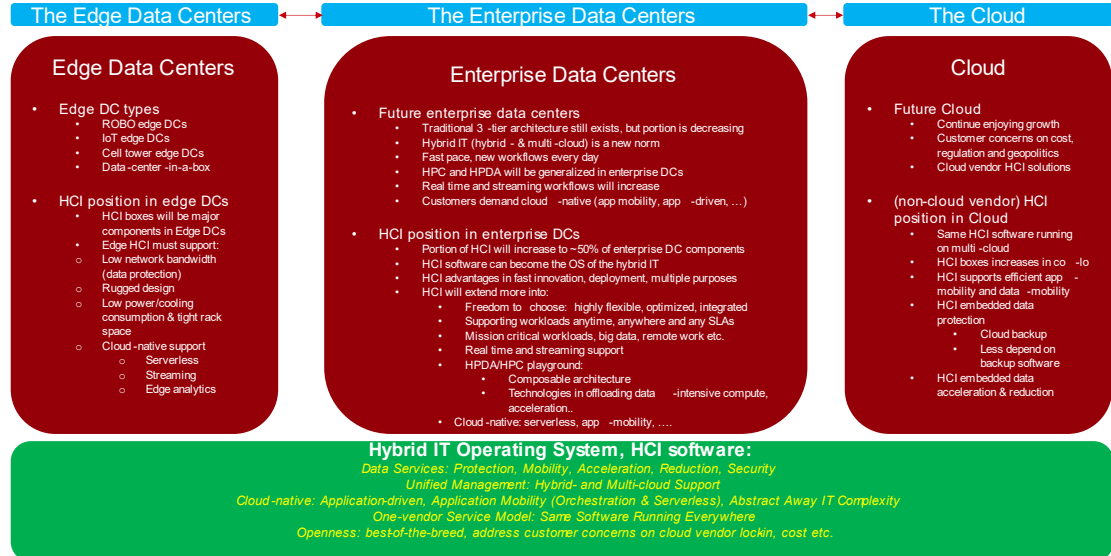 The Edge Data Centers
The Enterprise Data Centers
The Cloud
Edge Data Centers
• Edge DC types
• ROBO edge DCs
• IoT edge DCs
• Cell tower edge DCs
• Data-center-in-a-box
• HCI position in edge DCs
• HCI boxes will be major
components in Edge DCs
• Edge HCI must support:
o Low network bandwidth
(data protection)
o Rugged design
o Low power/cooling
consumption & tight rack
space
• Cloud-native support
o Serverless
o Streaming
o Edge analytics
Enterprise Data Centers
• Future enterprise data centers
• Traditional 3-tier architecture still exists, but portion is decreasing
• Hybrid IT (hybrid- & multi-cloud) is a new norm
• Fast pace, new workflows every day
• HPC and HPDA will be generalized in enterprise DCs
• Real time and streaming workflows will increase
• Customers demand cloud-native (app mobility, app-driven, …)
• HCI position in enterprise DCs
• Portion of HCI will increase to ~50% of enterprise DC components
• HCI software can become the OS of the hybrid IT
• HCI advantages in fast innovation, deployment, multiple purposes
• HCI will extend more into:
• Freedom to choose: highly flexible, optimized, integrated
• Supporting workloads anytime, anywhere and any SLAs
• Mission critical workloads, big data, remote work etc.
• Real time and streaming support
• HPDA/HPC playground:
• Composable architecture
• Technologies in offloading data-intensive compute,
acceleration..
• Cloud-native: serverless, app-mobility, ….
Cloud
• Future Cloud
• Continue enjoying growth
• Customer concerns on cost,
regulation and geopolitics
• Cloud vendor HCI solutions
• (non-cloud vendor) HCI
position in Cloud
• Same HCI software running
on multi-cloud
• HCI boxes increases in co-lo
• HCI supports efficient app-
mobility and data-mobility
• HCI embedded data
protection
• Cloud backup
• Less depend on
backup software
• HCI embedded data
acceleration & reduction
Hybrid IT Operating System, HCI software:
Data Services: Protection, Mobility, Acceleration, Reduction, Security
Unified Management: Hybrid- and Multi-cloud Support
Cloud-native: Application-driven, Application Mobility (Orchestration & Serverless), Abstract Away IT Complexity
One-vendor Service Model: Same Software Running Everywhere
Openness: best-of-the-breed, address customer concerns on cloud vendor lockin, cost etc.